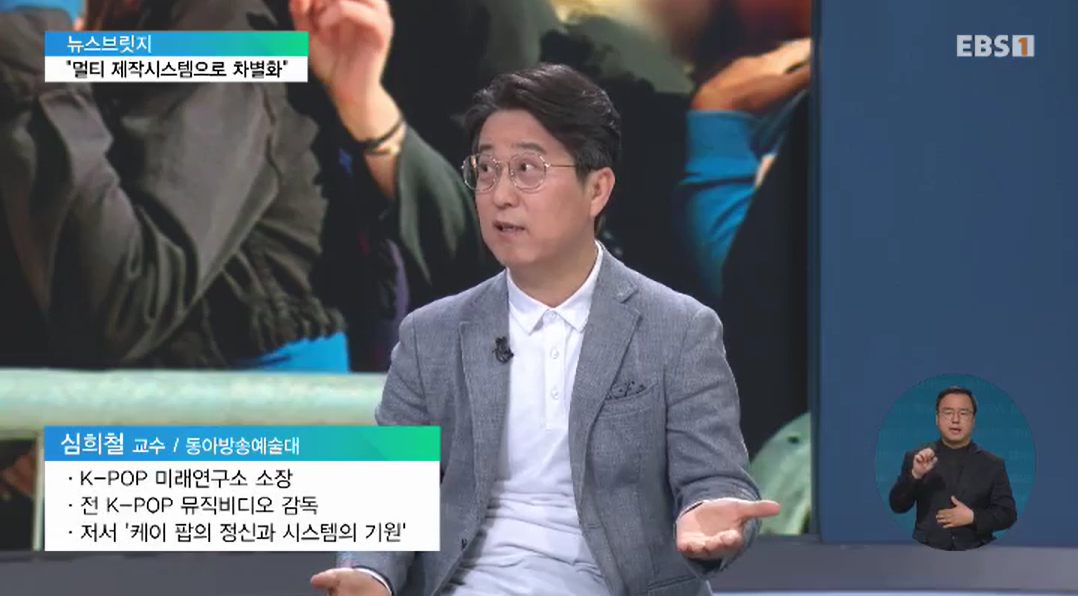 뉴스브릿지
"멀티 제작시스템으로 차별화"
EBS1
심희철 교수 / 동아방송예술대
· K-POP 미래연구소 소장
· 전 K-POP 뮤직비디오 감독
· 저서 '케이 팝의 정신과 시스템의 기원'